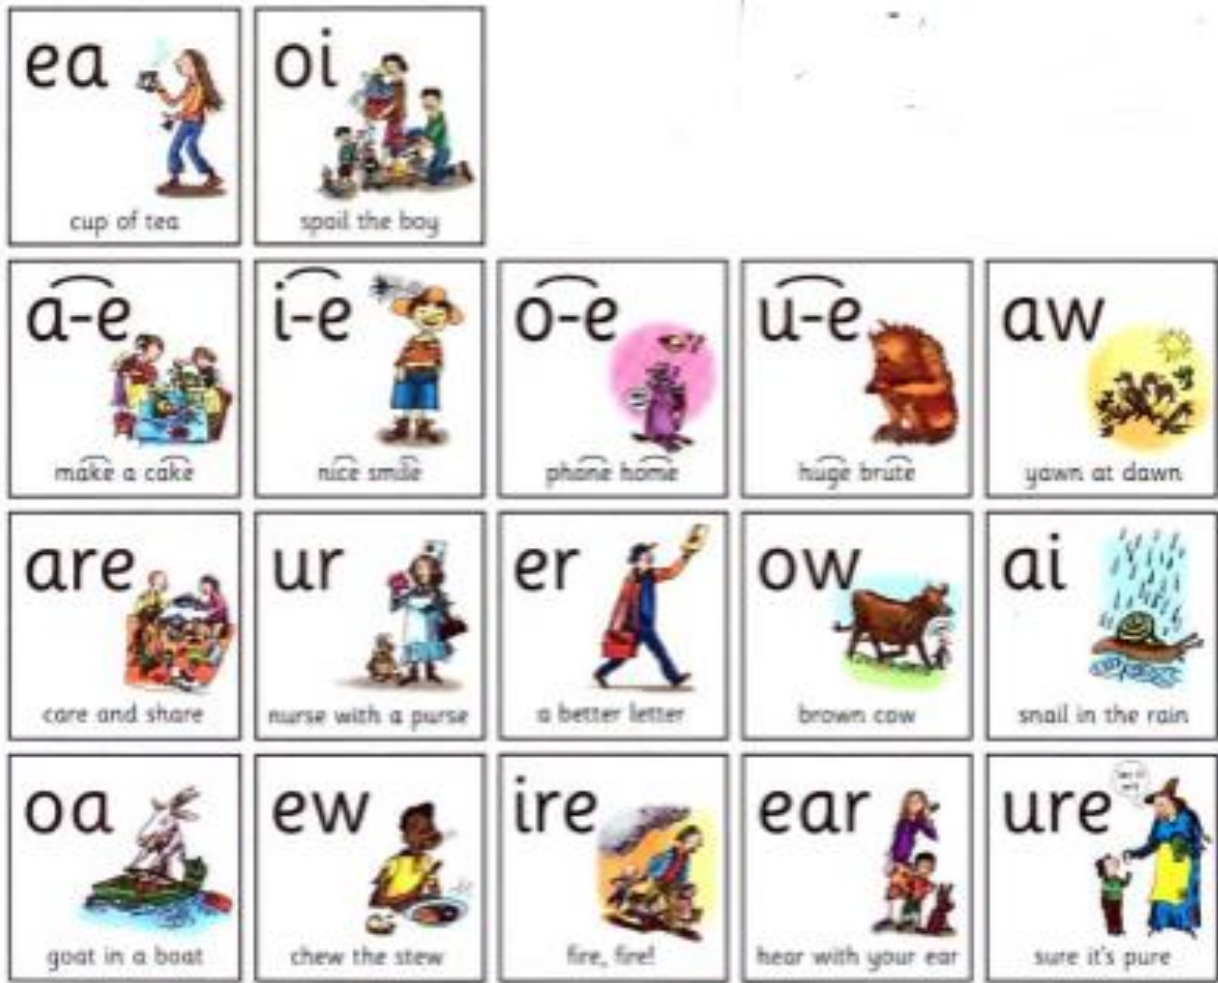 ea
cup of tea
oi
spoil the boy
a-e
make a cake
i-e
nice smile
o-e
phone home
u-e
huge brute
aw
yawn at dawn
are
care and share
ur
nurse with a purse
er
a better letter
ow
brown cow
ai
snail in the rain
oa
goat in a boat
ew
chew the stew
ire
fire, fire!
ear
hear with your ear
ure
sure it's pure